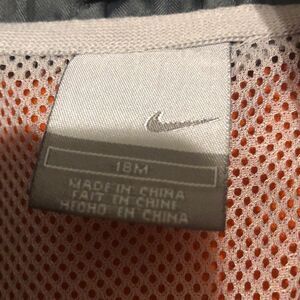 18M
MADE IN CHINA
FAIT EN CHINE
HECHO EN CHINA